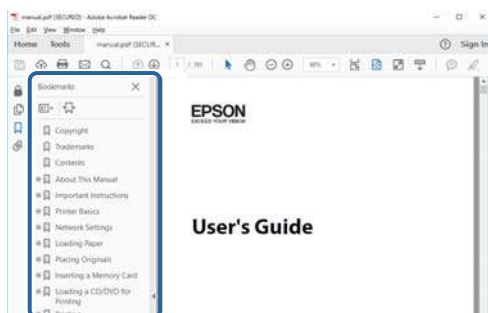 manual.pdf (SECURED) - Adobe Acrobat Reader DC
File Edit View Window Help
Home Tools manual.pdf (SECUR... ×
Sign In
1 / 191
Bookmarks
Copyright
Trademarks
Contents
About This Manual
Important Instructions
Printer Basics
Network Settings
Loading Paper
Placing Originals
Inserting a Memory Card
Loading a CD/DVD for
Printing
EPSON
EXCEED YOUR VISION
User's Guide